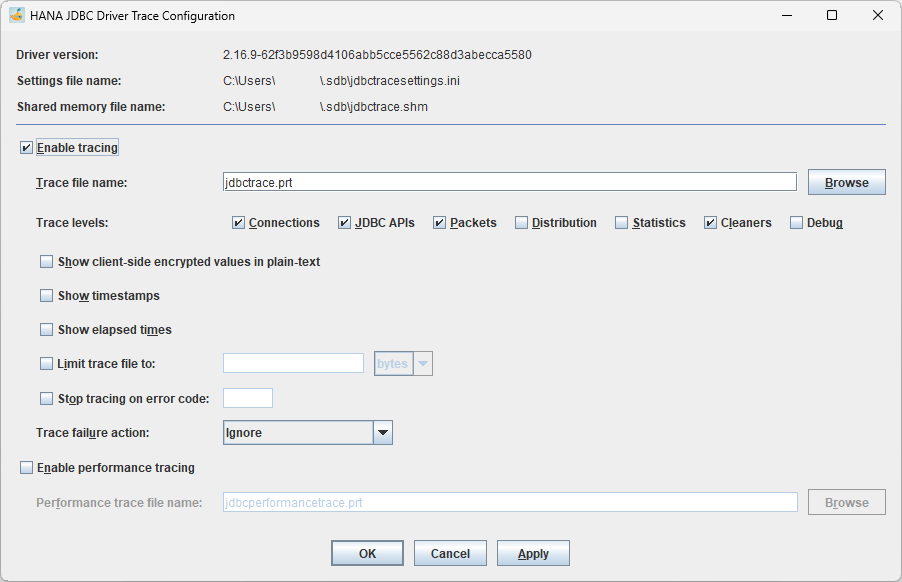 HANA JDBC Driver Trace Configuration
Driver version: 2.16.9-62f3b9598d4106abb5cce5562c88d3abecca5580
Settings file name: C:\Users\ \.sdb\jdbctracesettings.ini
Shared memory file name: C:\Users\ \.sdb\jdbctrace.shm
Enable tracing
Trace file name: jdbctrace.prt Browse
Trace levels: Connections JDBC APIs Packets Distribution Statistics Cleaners Debug
Show client-side encrypted values in plain-text
Show timestamps
Show elapsed times
Limit trace file to: bytes
Stop tracing on error code:
Trace failure action: Ignore
Enable performance tracing
Performance trace file name: jdbcperformancetrace.prt Browse
OK Cancel Apply